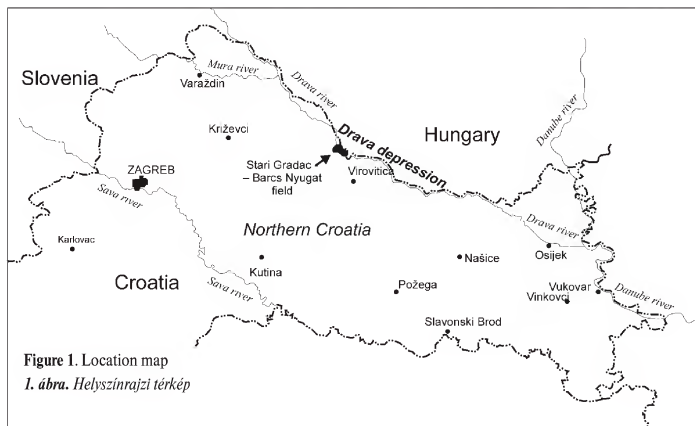 Slovenia
Mura river
Varaždin
Drava river
Križevci
Drava depression
Hungary
Danube river
ZAGREB
Stari Gradac
– Barcs Nyugat
field
Virovitica
Sava river
Northern Croatia
Drava river
Karlovac
Kutina
Našice
Osijek
Croatia
Sava river
Požega
Vukovar
Vinkovci
Danube river
Slavonski Brod
Figure 1. Location map
1. ábra. Helyszínrajzi térkép